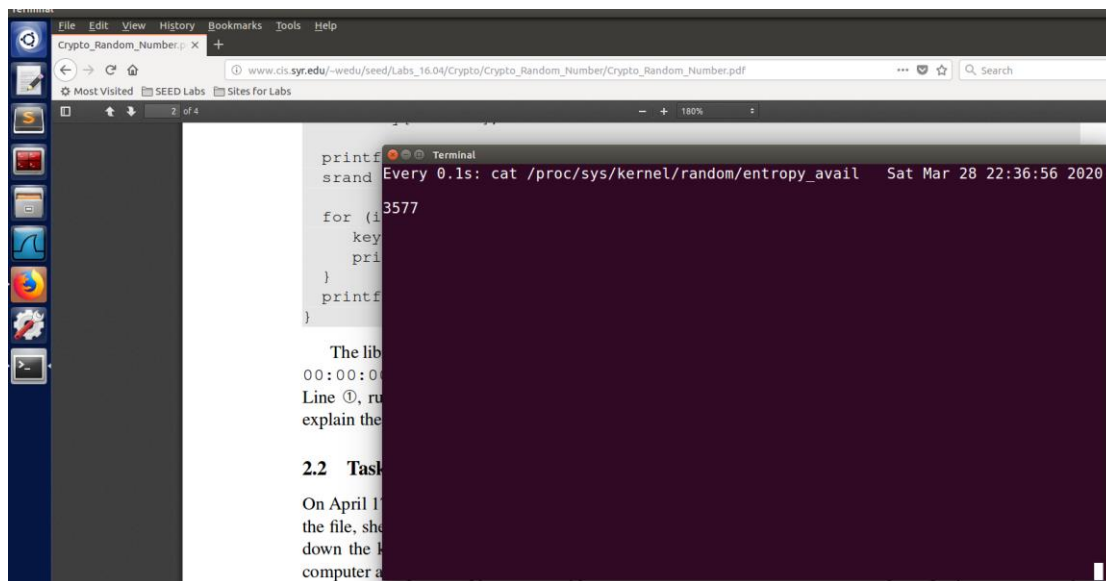 Terminal
File Edit View History Bookmarks Tools Help
Crypto_Random_Number.p
www.cis.syr.edu/~wedu/seed/Labs_16.04/Crypto/Crypto_Random_Number/Crypto_Random_Number.pdf
Search
Most Visited SEED Labs Sites for Labs
2 of 4
180%
printf
srand
for (i
key
pri
}
printf
}
The lib
00:00:00
Line ①, ru
explain the
2.2 Task
On April 17
the file, she
down the k
computer a
Terminal
Every 0.1s: cat /proc/sys/kernel/random/entropy_avail Sat Mar 28 22:36:56 2020
3577